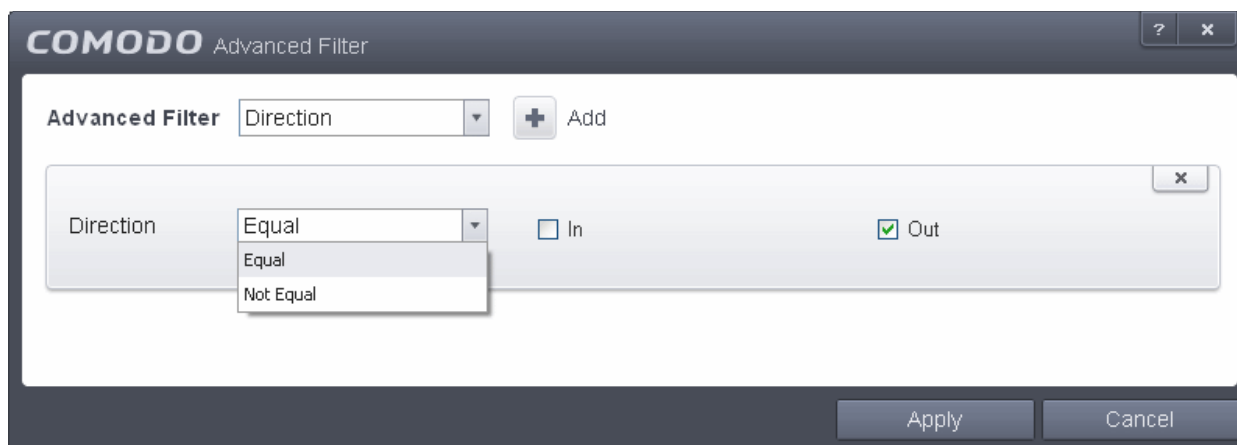 COMODO Advanced Filter ? ×
Advanced Filter Direction + Add
×
Direction Equal In Out
Equal
Not Equal
Apply Cancel